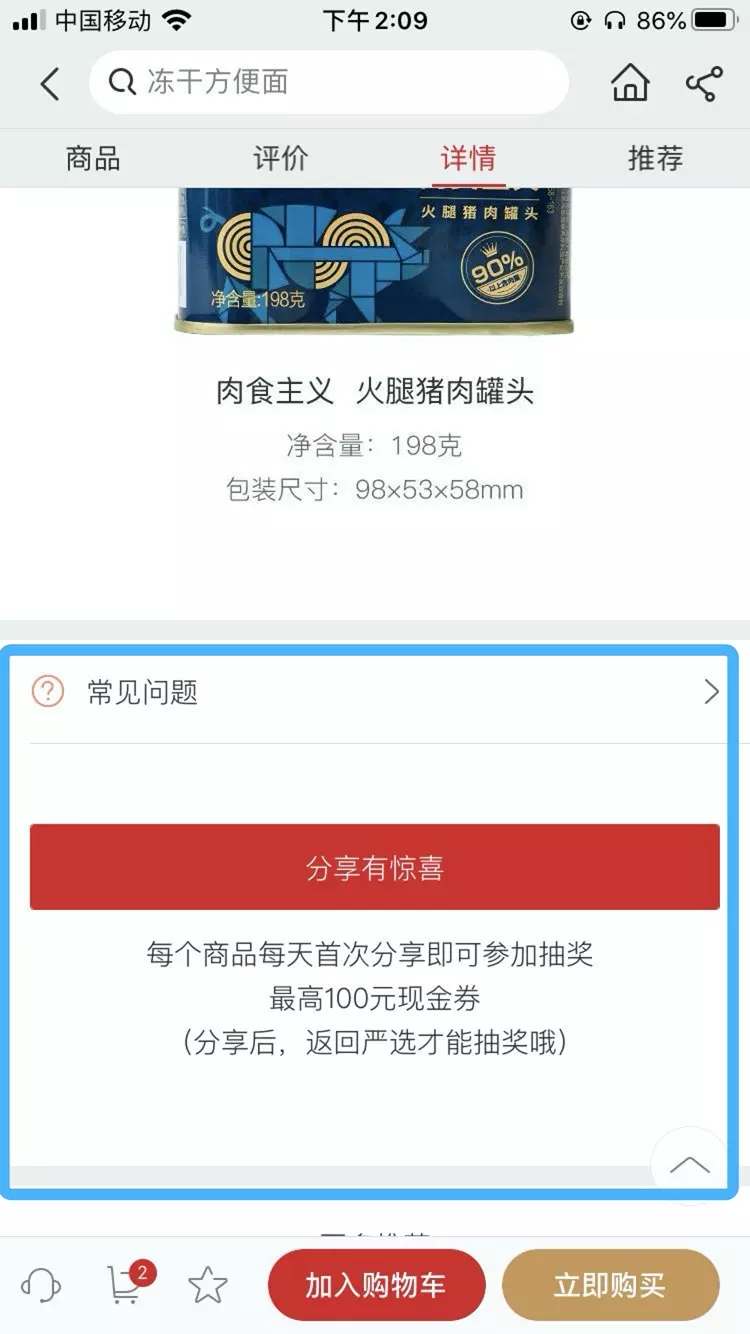 中国移动
下午2:09
86%
冻干方便面
商品
评价
详情
推荐
火腿猪肉罐头
90%
以上含肉量
净含量:198克
肉食主义 火腿猪肉罐头
净含量：198克
包装尺寸：98×53×58mm
常见问题
分享有惊喜
每个商品每天首次分享即可参加抽奖
最高100元现金券
（分享后，返回严选才能抽奖哦）
2
加入购物车
立即购买